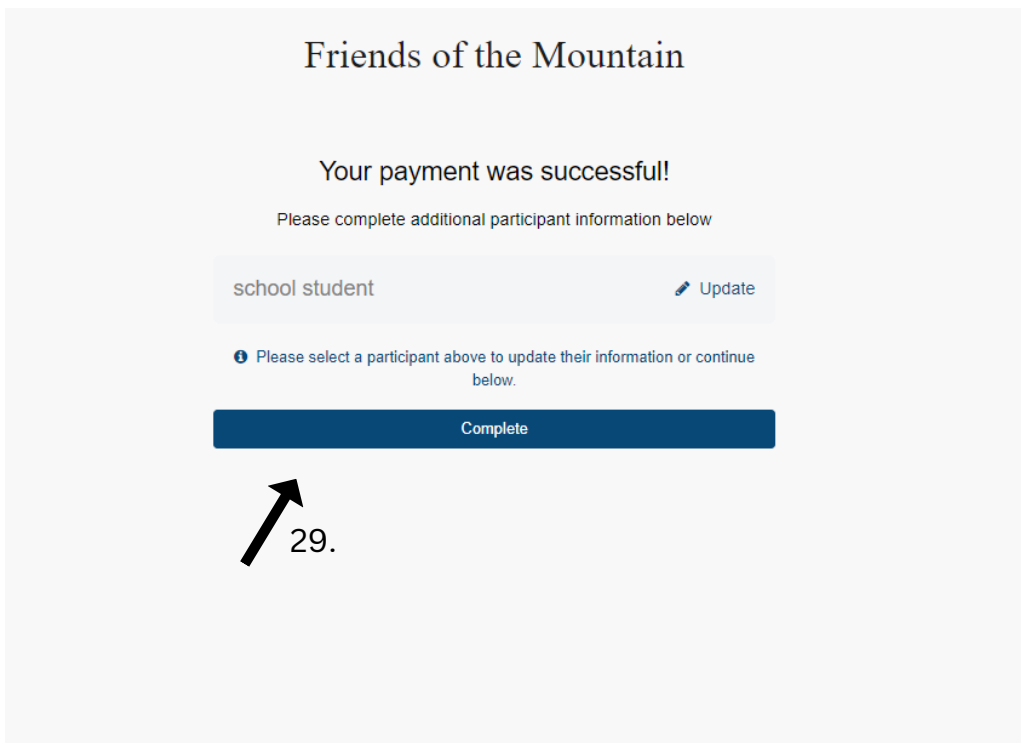 Friends of the Mountain
Your payment was successful!
Please complete additional participant information below
school student
Update
Please select a participant above to update their information or continue
below.
Complete
29.